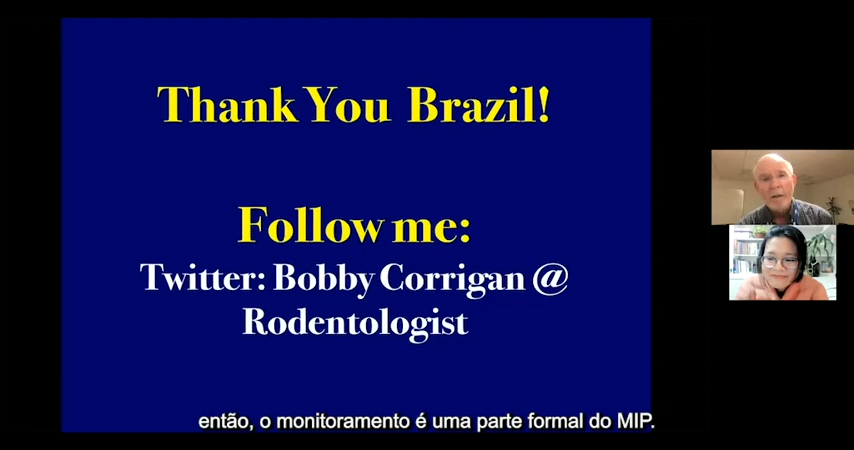 Thank You Brazil!
Follow me:
Twitter: Bobby Corrigan @
Rodentologist
então, o monitoramento é uma parte formal do MIP.